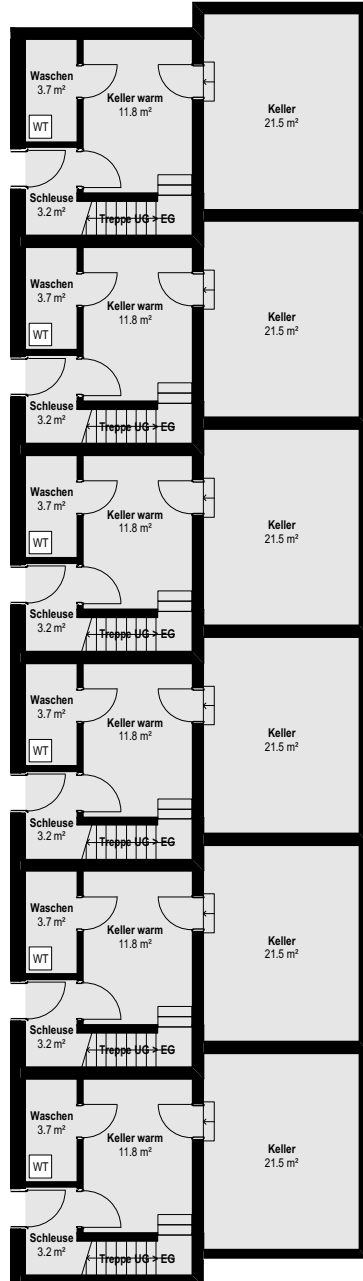 Waschen
3.7 m²
Keller warm
11.8 m²
Keller
21.5 m²
WT
Schleuse
3.2 m²
Treppe UG > EG
Waschen
3.7 m²
Keller warm
11.8 m²
Keller
21.5 m²
WT
Schleuse
3.2 m²
Treppe UG > EG
Waschen
3.7 m²
Keller warm
11.8 m²
Keller
21.5 m²
WT
Schleuse
3.2 m²
Treppe UG > EG
Waschen
3.7 m²
Keller warm
11.8 m²
Keller
21.5 m²
WT
Schleuse
3.2 m²
Treppe UG > EG
Waschen
3.7 m²
Keller warm
11.8 m²
Keller
21.5 m²
WT
Schleuse
3.2 m²
Treppe UG > EG
Waschen
3.7 m²
Keller warm
11.8 m²
Keller
21.5 m²
WT
Schleuse
3.2 m²
Treppe UG > EG